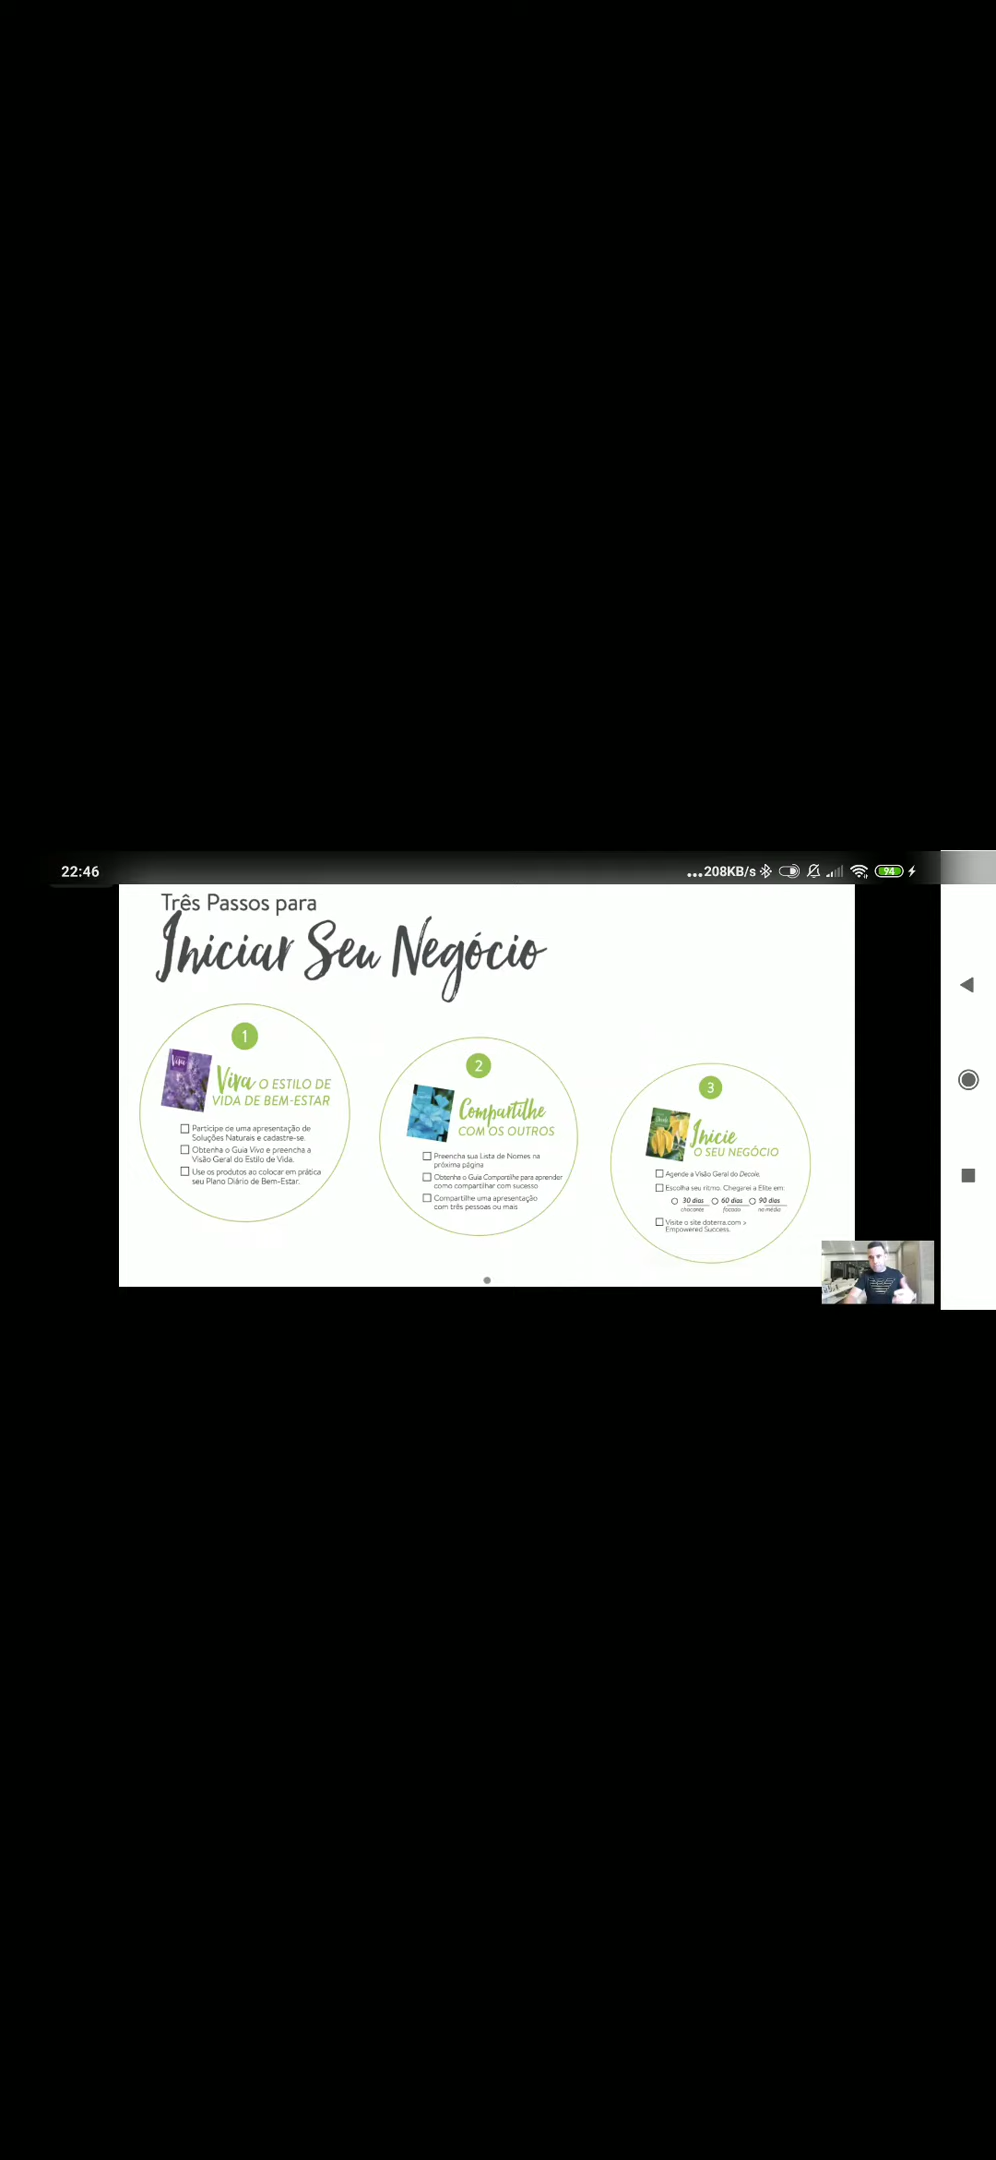 22:46
...208KB/s
94
Três Passos para
Iniciar Seu Negócio
1
Viva
Viva O ESTILO DE
VIDA DE BEM-ESTAR
Participe de uma apresentação de
Soluções Naturais e cadastre-se.
Obtenha o Guia Vivo e preencha a
Visão Geral do Estilo de Vida.
Use os produtos ao colocar em prática
seu Plano Diário de Bem-Estar.
2
Compartilhe
COM OS OUTROS
Preencha sua Lista de Nomes na
próxima página
Obtenha o Guia Compartilhe para aprender
como compartilhar com sucesso
Compartilhe uma apresentação
com três pessoas ou mais
3
Inicie
O SEU NEGÓCIO
Agende a Visão Geral do Decole.
Escolha seu ritmo. Chegarei a Elite em:
30 dias 60 dias 90 dias
chocante focado na média
Visite o site doterra.com >
Empowered Success.